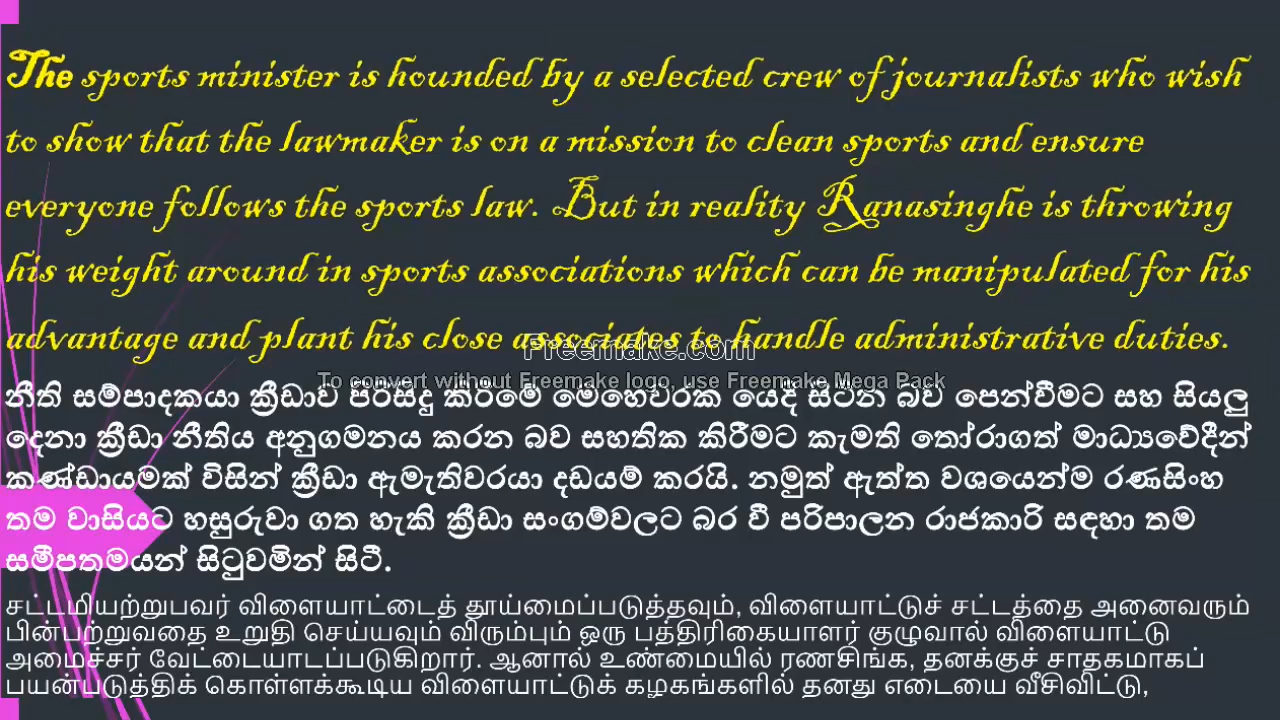 The sports minister is hounded by a selected crew of journalists who wish
to show that the lawmaker is on a mission to clean sports and ensure
everyone follows the sports law. But in reality Ranasinghe is throwing
his weight around in sports associations which can be manipulated for his
advantage and plant his close associates to handle administrative duties.
Freemake.com
To convert without Freemake logo, use Freemake Mega Pack
නීති සම්පාදකයා ක්‍රීඩාව පිරිසිදු කිරීමේ මෙහෙවරක යෙදී සිටින බව පෙන්වීමට සහ සියලු
දෙනා ක්‍රීඩා නීතිය අනුගමනය කරන බව සහතික කිරීමට කැමති තෝරාගත් මාධ්‍යවේදීන්
කණ්ඩායමක් විසින් ක්‍රීඩා ඇමැතිවරයා දඩයම් කරයි. නමුත් ඇත්ත වශයෙන්ම රණසිංහ
තම වාසියට හසුරුවා ගත හැකි ක්‍රීඩා සංගම්වලට බර වී පරිපාලන රාජකාරි සඳහා තම
සමීපතමයන් සිටුවමින් සිටී.
சட்டமியற்றுபவர் விளையாட்டைத் தூய்மைப்படுத்தவும், விளையாட்டுச் சட்டத்தை அனைவரும்
பின்பற்றுவதை உறுதி செய்யவும் விரும்பும் ஒரு பத்திரிகையாளர் குழுவால் விளையாட்டு
அமைச்சர் வேட்டையாடப்படுகிறார். ஆனால் உண்மையில் ரணசிங்க, தனக்குச் சாதகமாகப்
பயன்படுத்திக் கொள்ளக்கூடிய விளையாட்டுக் கழகங்களில் தனது எடையை வீசிவிட்டு,